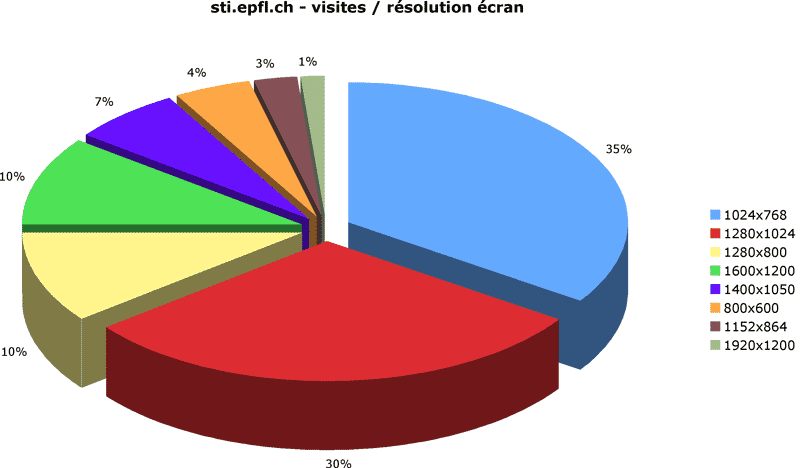 sti.epfl.ch - visites / résolution écran
1%
3%
4%
7%
35%
10%
10%
30%
1024x768
1280x1024
1280x800
1600x1200
1400x1050
800x600
1152x864
1920x1200